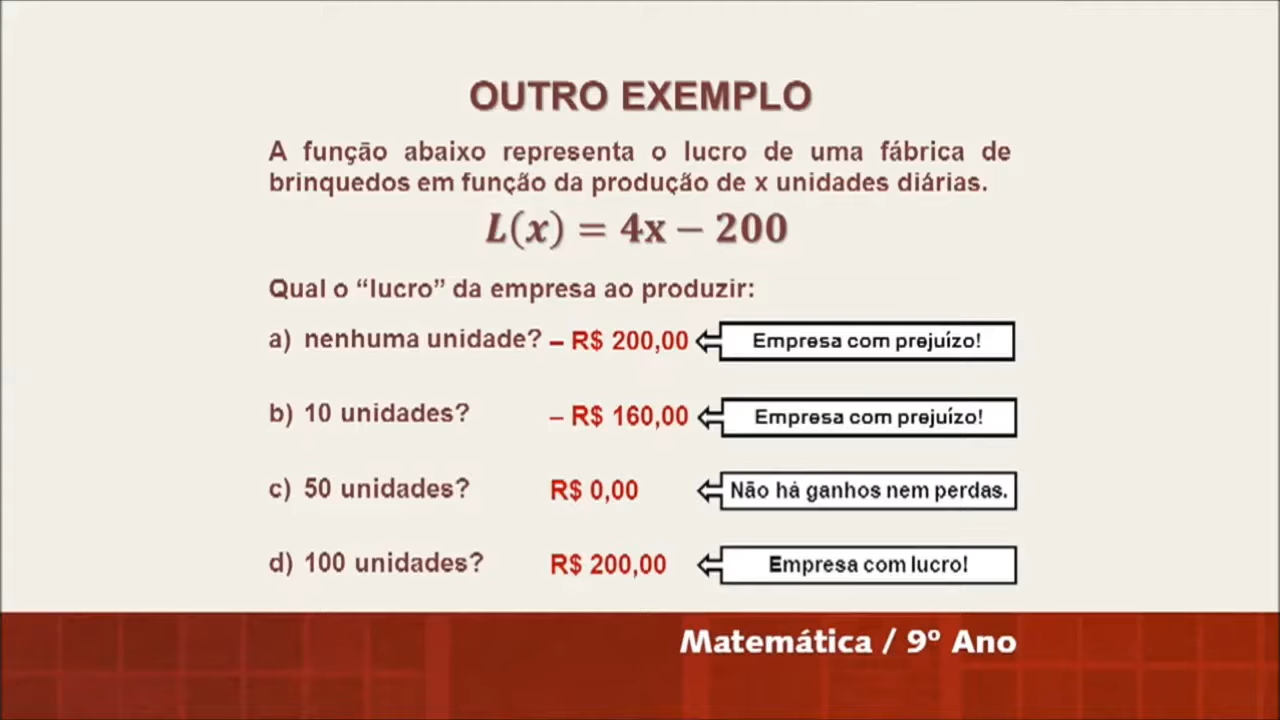 OUTRO EXEMPLO
A função abaixo representa o lucro de uma fábrica de
brinquedos em função da produção de x unidades diárias.
L(x) = 4x – 200
Qual o “lucro” da empresa ao produzir:
a) nenhuma unidade? – R$ 200,00 Empresa com prejuízo!
b) 10 unidades? – R$ 160,00 Empresa com prejuízo!
c) 50 unidades? R$ 0,00 Não há ganhos nem perdas.
d) 100 unidades? R$ 200,00 Empresa com lucro!
Matemática / 9º Ano